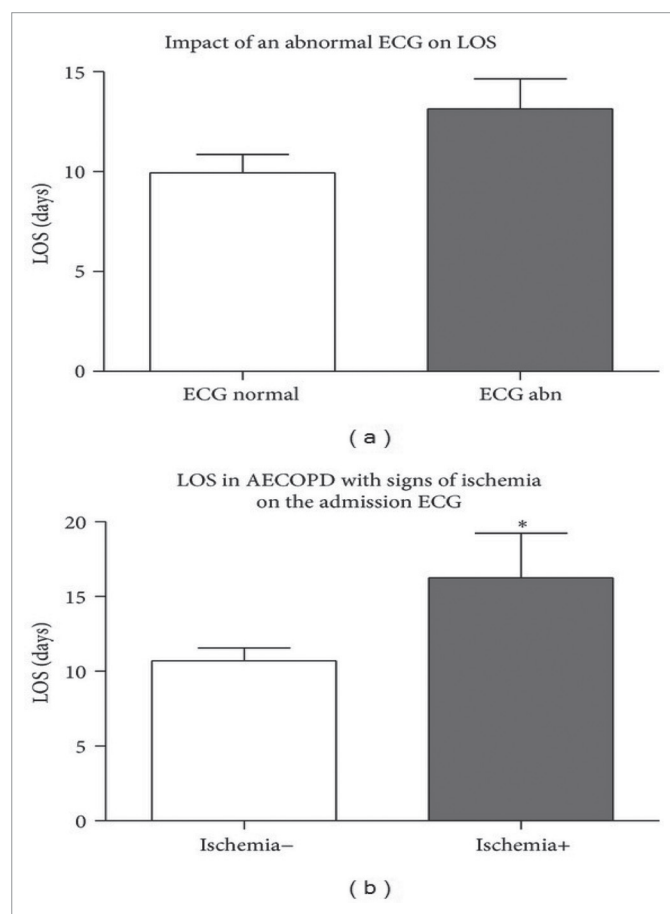 Impact of an abnormal ECG on LOS
15
10
5
0
LOS (days)
ECG normal ECG abn
( a )
LOS in AECOPD with signs of ischemia
on the admission ECG
20
15
10
5
0
LOS (days)
*
Ischemia– Ischemia+
( b )